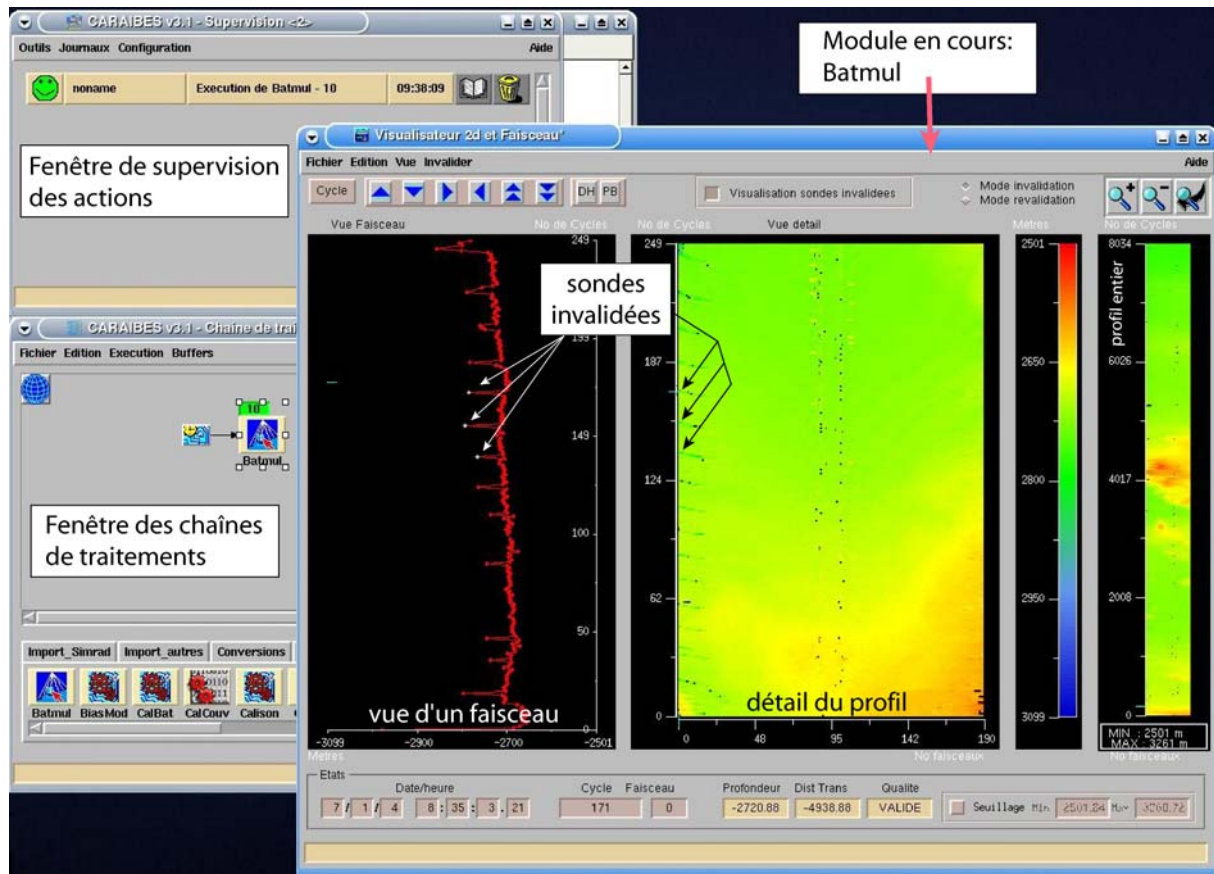 CARAIBES v3.1 - Supervision <2>
Outils Journaux Configuration Aide
noname Execution de Batmul - 10 09:38:09
Fenêtre de supervision
des actions
Module en cours:
Batmul
CARAIBES v3.1 - Chaîne de trai
Fichier Edition Execution Buffers
10
Batmul
Fenêtre des chaînes
de traitements
Import_Simrad Import_autres Conversions
Batmul BiasMod CalBat CalCouv Calison
Visualisateur 2d et Faisceau*
Fichier Edition Vue Invalider Aide
Cycle DH PB
Visualisation sondes invalidees
Mode invalidation
Mode revalidation
Vue Faisceau No de Cycles
249
149
100
50
0
-3099 -2900 -2700 -2501
Metres
vue d'un faisceau
sondes
invalidées
No de Cycles Vue detail
249
187
134
124
62
0
0 48 95 142 190
No faisceaux
détail du profil
Metres
2501
2650
2800
2950
3099
No de Cycles
8034
6026
4017
2008
0
profil entier
MIN : 2501 m
MAX : 3261 m
Etats
Date/heure Cycle Faisceau Profondeur Dist Trans Qualite
7 / 1 / 4 8 : 35 : 3 . 21 171 0 -2720.88 -4938.88 VALIDE
Seuillage Min Max